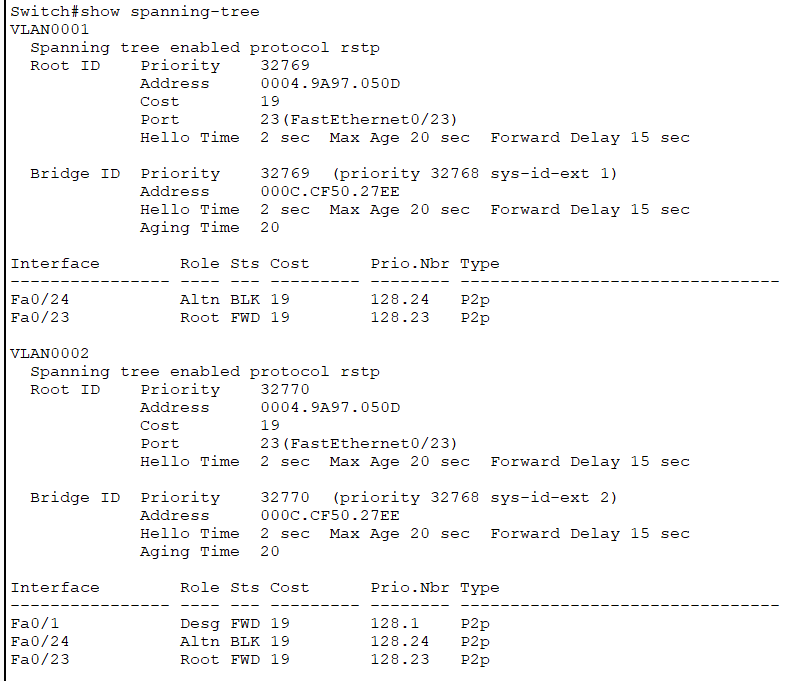 Switch#show spanning-tree
VLAN0001
  Spanning tree enabled protocol rstp
  Root ID    Priority    32769
             Address     0004.9A97.050D
             Cost        19
             Port        23(FastEthernet0/23)
             Hello Time  2 sec  Max Age 20 sec  Forward Delay 15 sec

  Bridge ID  Priority    32769  (priority 32768 sys-id-ext 1)
             Address     000C.CF50.27EE
             Hello Time  2 sec  Max Age 20 sec  Forward Delay 15 sec
             Aging Time  20

Interface        Role Sts Cost      Prio.Nbr Type
---------------- ---- --- --------- -------- --------------------------------
Fa0/24           Altn BLK 19        128.24   P2p
Fa0/23           Root FWD 19        128.23   P2p

VLAN0002
  Spanning tree enabled protocol rstp
  Root ID    Priority    32770
             Address     0004.9A97.050D
             Cost        19
             Port        23(FastEthernet0/23)
             Hello Time  2 sec  Max Age 20 sec  Forward Delay 15 sec

  Bridge ID  Priority    32770  (priority 32768 sys-id-ext 2)
             Address     000C.CF50.27EE
             Hello Time  2 sec  Max Age 20 sec  Forward Delay 15 sec
             Aging Time  20

Interface        Role Sts Cost      Prio.Nbr Type
---------------- ---- --- --------- -------- --------------------------------
Fa0/1            Desg FWD 19        128.1    P2p
Fa0/24           Altn BLK 19        128.24   P2p
Fa0/23           Root FWD 19        128.23   P2p